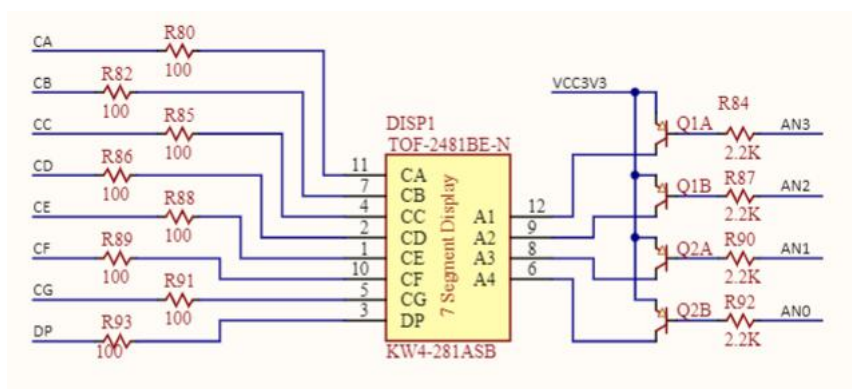 CA
R80
100
CB
R82
100
CC
R85
100
CD
R86
100
CE
R88
100
CF
R89
100
CG
R91
100
DP
R93
100
DISP1
TOF-2481BE-N
11 CA
7 CB
4 CC
2 CD
1 CE
10 CF
5 CG
3 DP
7 Segment Display
A1 12
A2 9
A3 8
A4 6
KW4-281ASB
VCC3V3
Q1A
R84
2.2K
AN3
Q1B
R87
2.2K
AN2
Q2A
R90
2.2K
AN1
Q2B
R92
2.2K
AN0